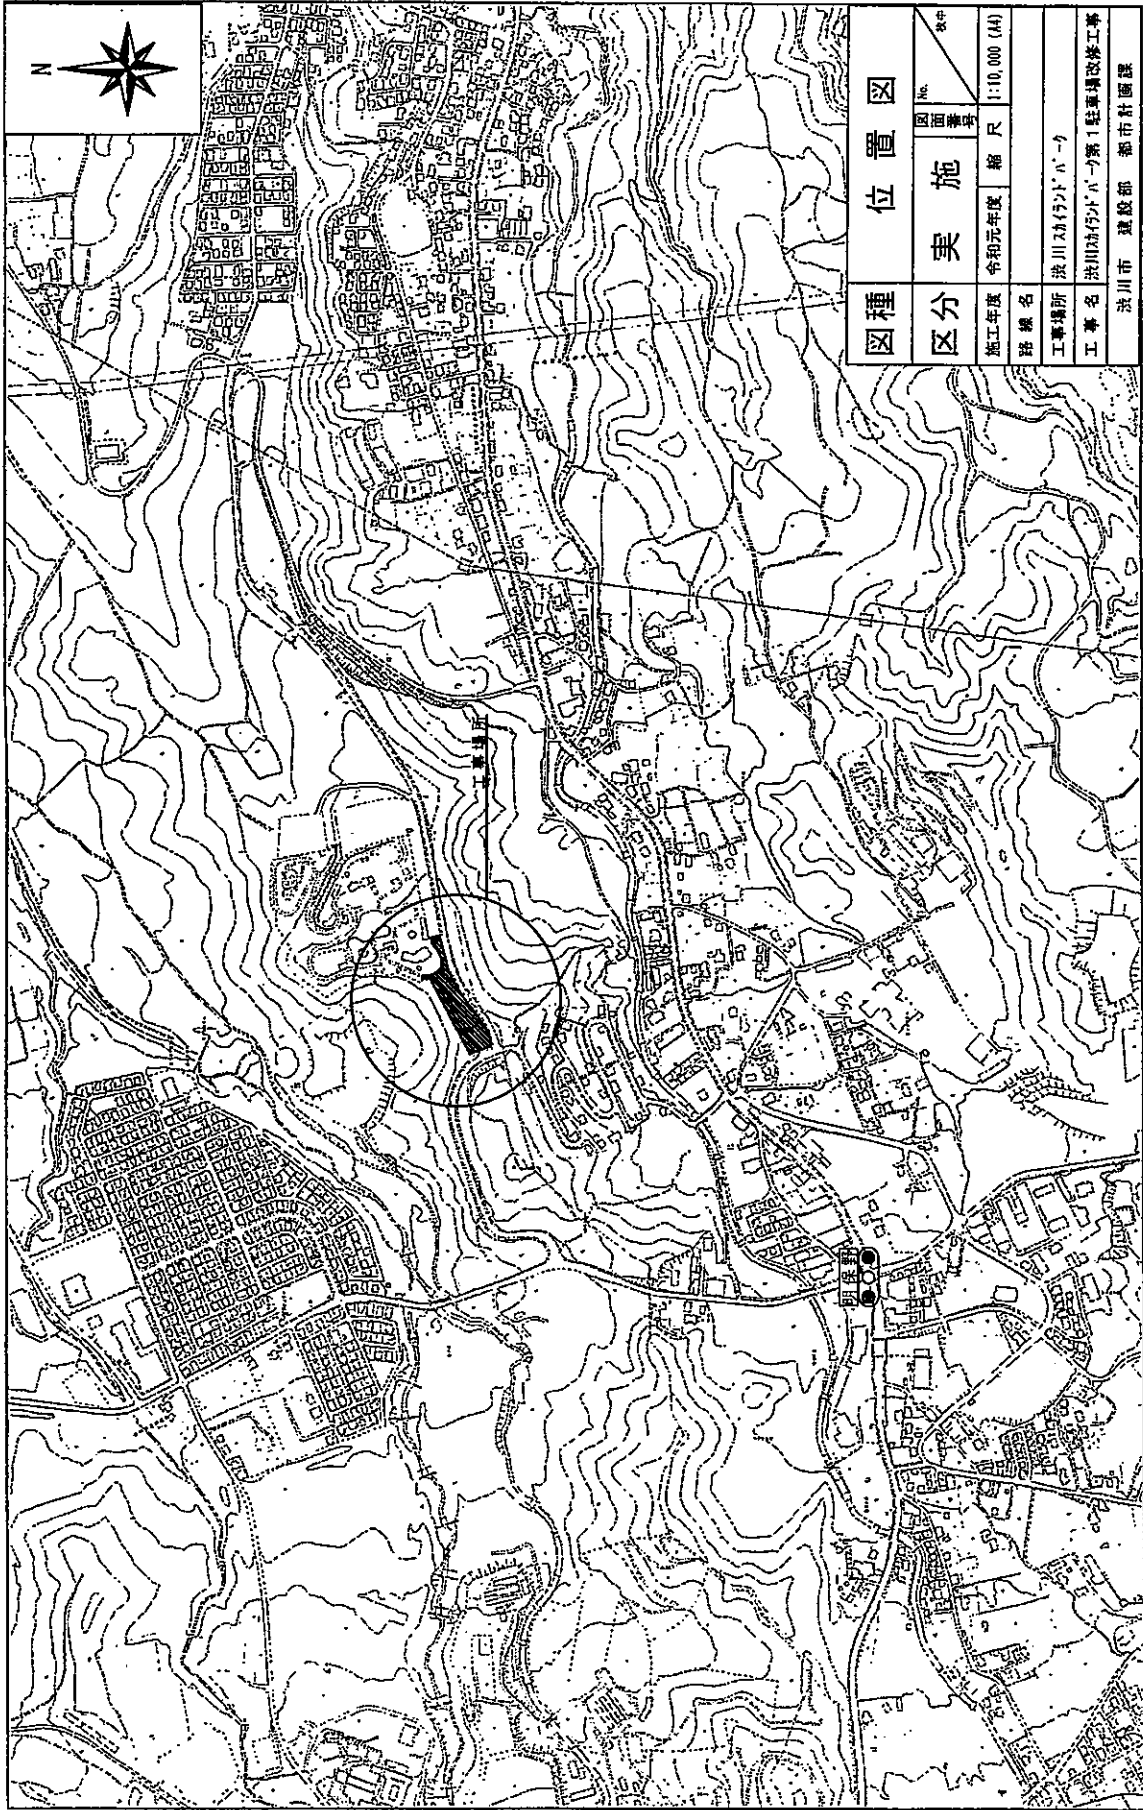 N
工事場所
明保野
図種 位置図
区分 実施 図面番号 No. 枚中
施工年度 令和元年度 縮尺 1:10,000 (A4)
路線名
工事場所 渋川スカイランドパーク
工事名 渋川スカイランドパーク第1駐車場改修工事
渋川市 建設部 都市計画課